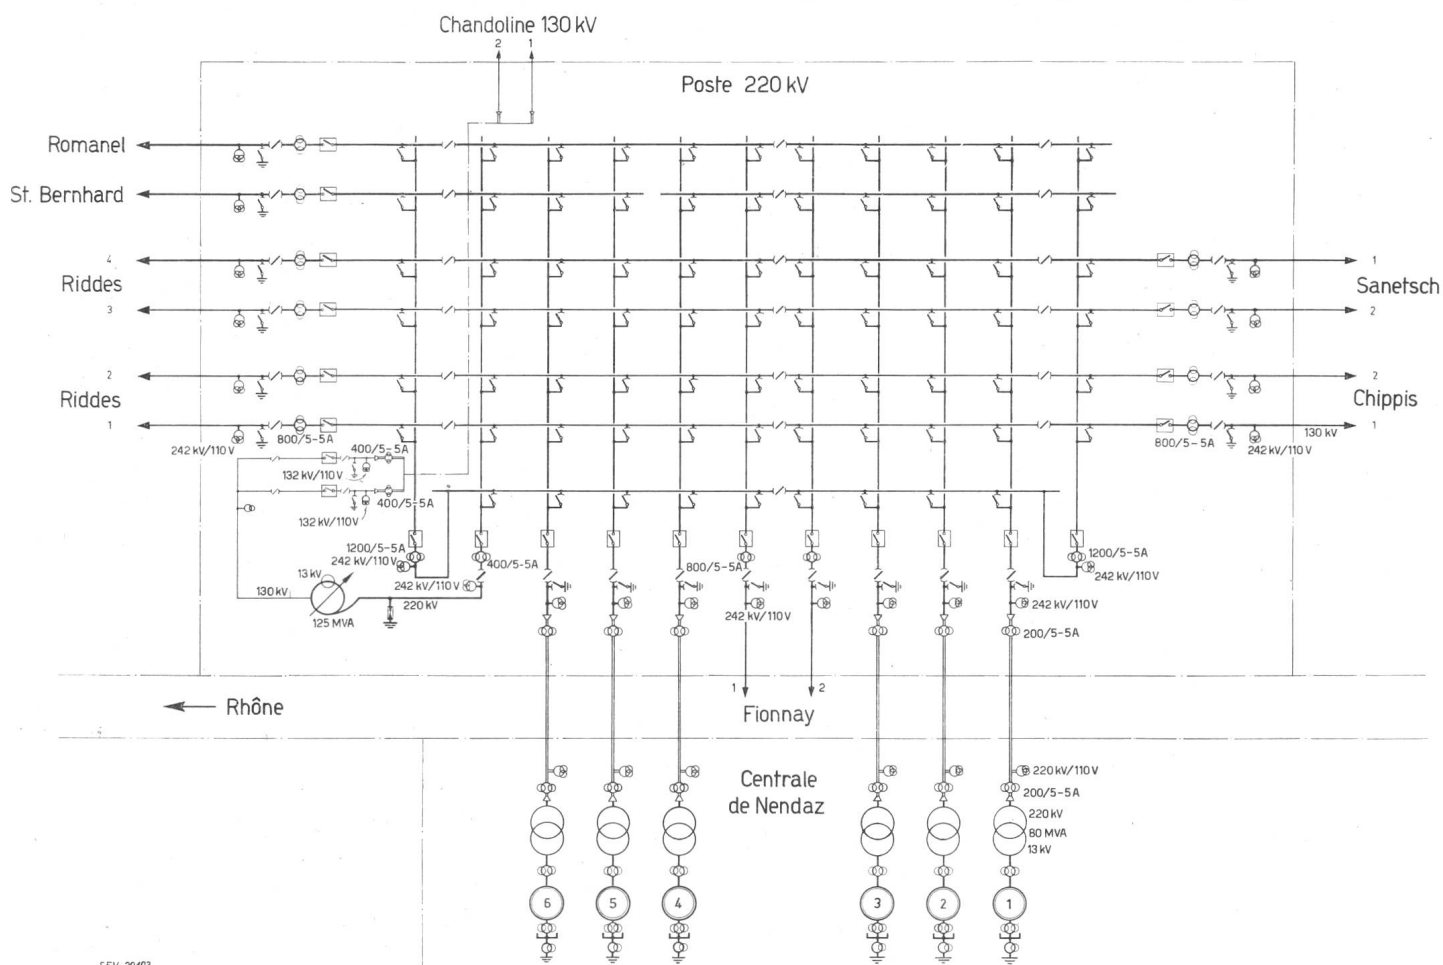 Chandoline 130 kV
2 1
Poste 220 kV
Romanel
St. Bernhard
4
Riddes
3
2
Riddes
1
1
Sanetsch
2
2
Chippis
1
130 kV
242 kV/110 V
800/5-5A
800/5-5A
242 kV/110 V
400/5-5A
132 kV/110 V
400/5-5A
132 kV/110 V
1200/5-5A
242 kV/110 V
400/5-5A
242 kV/110 V
800/5-5A
1200/5-5A
242 kV/110 V
13 kV
130 kV
220 kV
125 MVA
242 kV/110 V
242 kV/110 V
200/5-5A
1 2
Rhône
Fionnay
Centrale
de Nendaz
220 kV/110 V
200/5-5A
220 kV
80 MVA
13 kV
6 5 4 3 2 1